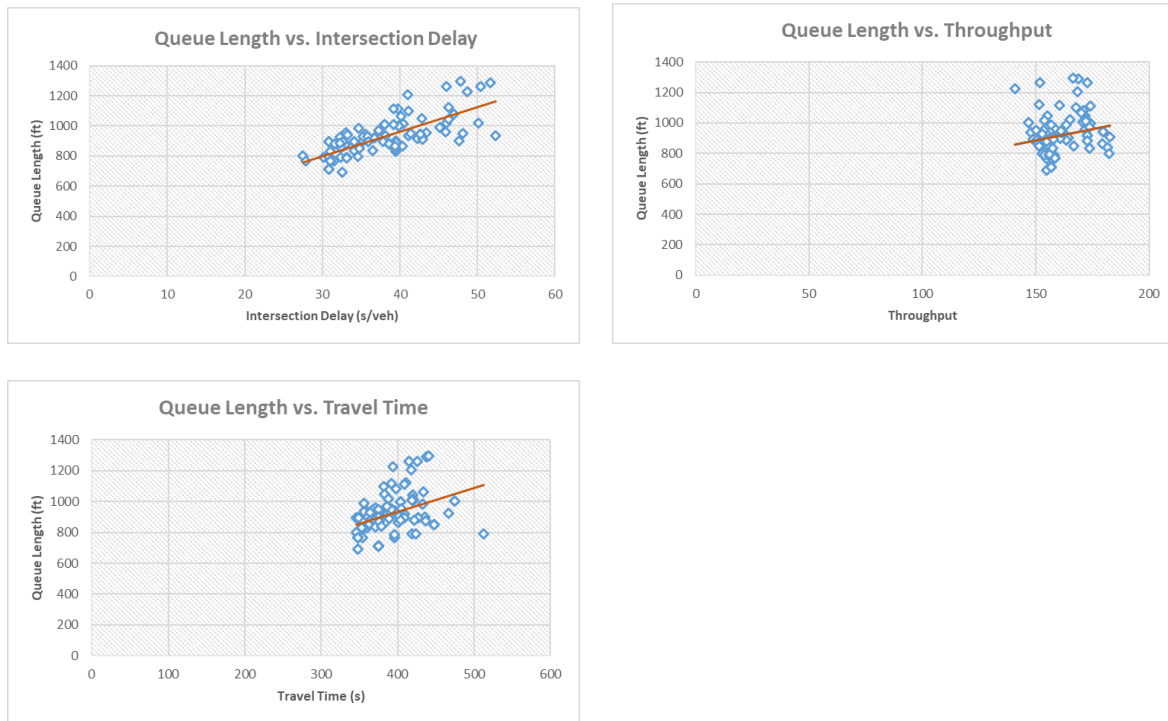 Queue Length vs. Intersection Delay
1400
1200
1000
800
600
400
200
0
Queue Length (ft)
0 10 20 30 40 50 60
Intersection Delay (s/veh)
Queue Length vs. Throughput
1400
1200
1000
800
600
400
200
0
Queue Length (ft)
0 50 100 150 200
Throughput
Queue Length vs. Travel Time
1400
1200
1000
800
600
400
200
0
Queue Length (ft)
0 100 200 300 400 500 600
Travel Time (s)